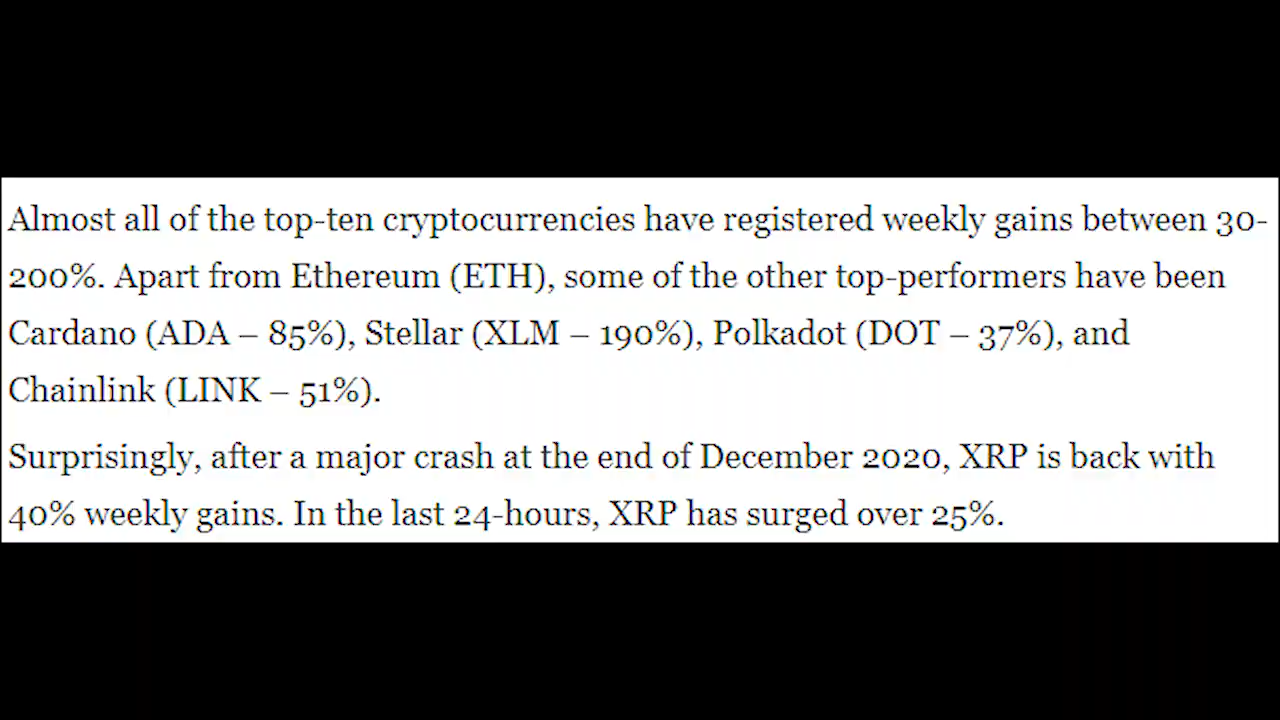 Almost all of the top-ten cryptocurrencies have registered weekly gains between 30-
200%. Apart from Ethereum (ETH), some of the other top-performers have been
Cardano (ADA – 85%), Stellar (XLM – 190%), Polkadot (DOT – 37%), and
Chainlink (LINK – 51%).
Surprisingly, after a major crash at the end of December 2020, XRP is back with
40% weekly gains. In the last 24-hours, XRP has surged over 25%.